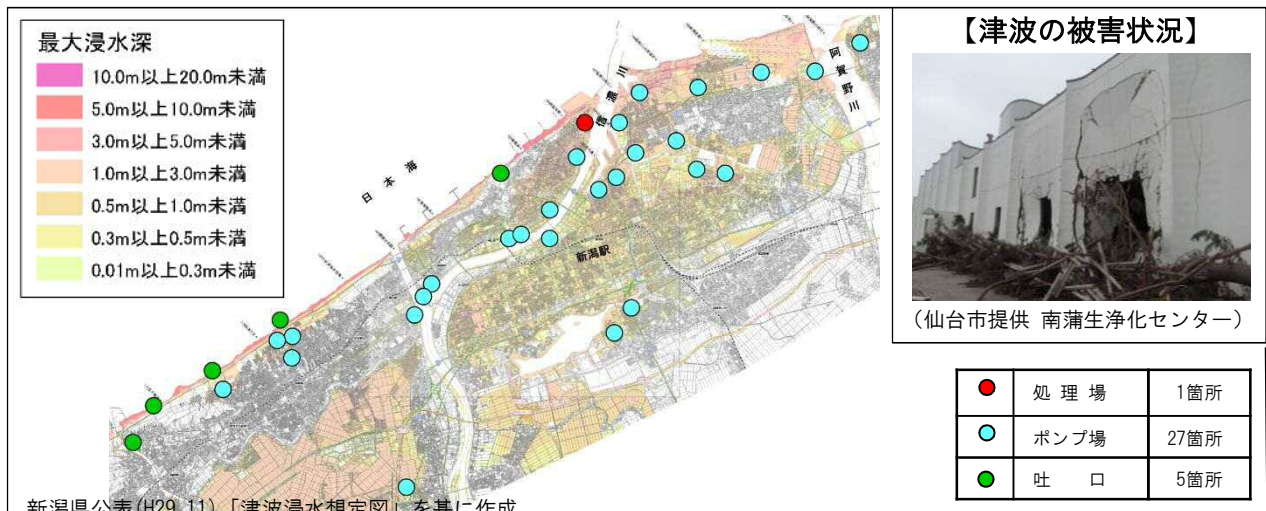 最大浸水深
10.0m以上20.0m未満
5.0m以上10.0m未満
3.0m以上5.0m未満
1.0m以上3.0m未満
0.5m以上1.0m未満
0.3m以上0.5m未満
0.01m以上0.3m未満
日本海
信濃川
阿賀野川
新潟駅
新潟県公表(H29.11)「津波浸水想定図」を基に作成
【津波の被害状況】
(仙台市提供 南蒲生浄化センター)
処理場 1箇所
ポンプ場 27箇所
吐口 5箇所